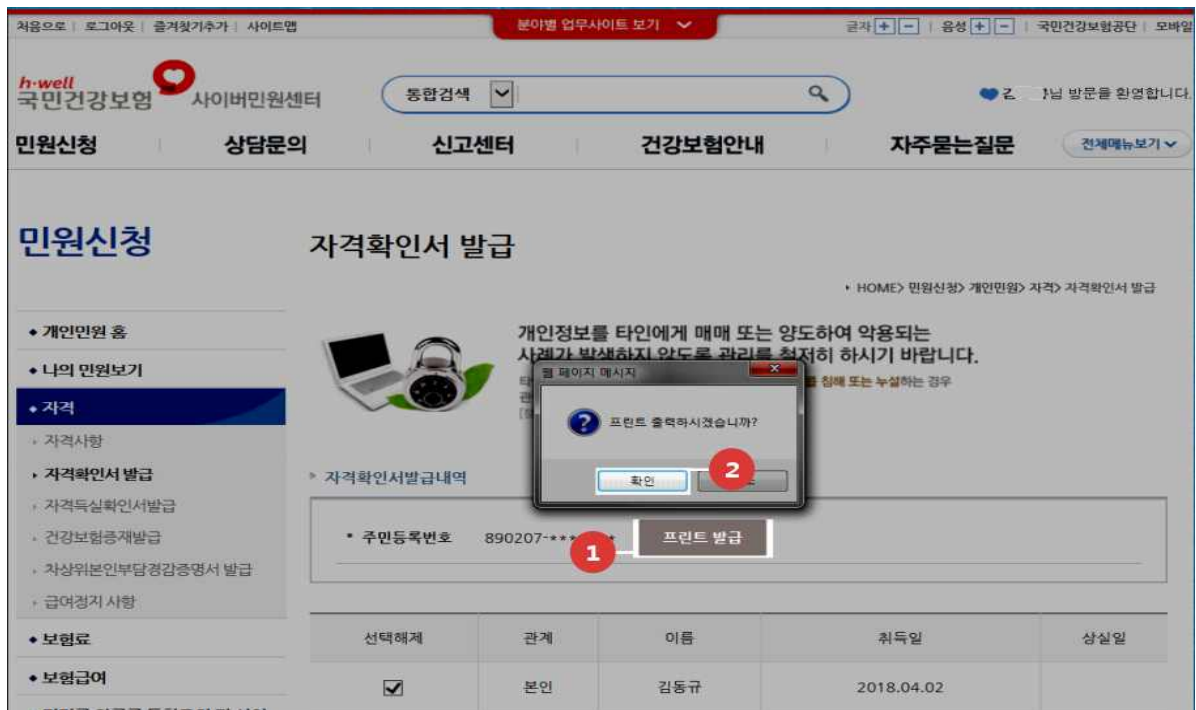 처음으로 | 로그아웃 | 즐겨찾기추가 | 사이트맵
분야별 업무사이트 보기
글자 + - | 음성 + - | 국민건강보험공단 | 모바일
h·well
국민건강보험 사이버민원센터
통합검색
님 방문을 환영합니다.
민원신청 상담문의 신고센터 건강보험안내 자주묻는질문 전체메뉴보기
민원신청
자격확인서 발급
HOME> 민원신청> 개인민원> 자격> 자격확인서 발급
개인민원 홈
나의 민원보기
자격
자격사항
자격확인서 발급
자격득실확인서발급
건강보험증재발급
차상위본인부담경감증명서 발급
급여정지 사항
보험료
보험급여
개인정보를 타인에게 매매 또는 양도하여 악용되는
사례가 발생하지 않도록 관리를 철저히 하시기 바랍니다.
를 침해 또는 누설하는 경우
웹 페이지 메시지
프린트 출력하시겠습니까?
확인
2
자격확인서발급내역
주민등록번호 890207-***
1
프린트 발급
선택해제 관계 이름 취득일 상실일
본인 김동규 2018.04.02